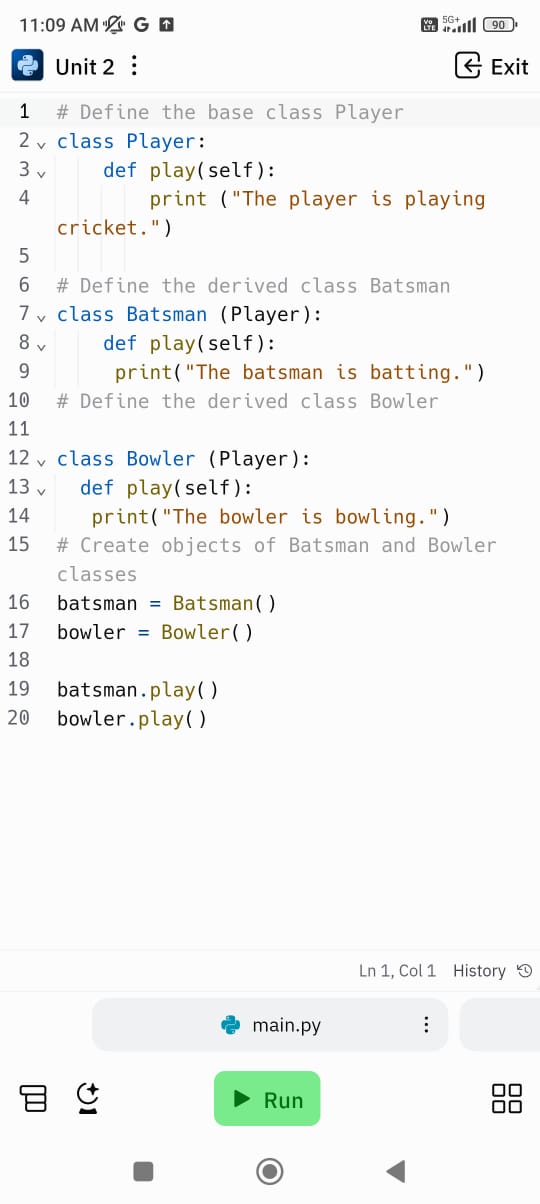 11:09 AM
G
Vo LTE 5G+ 90
Unit 2
Exit
1 # Define the base class Player
2 class Player:
3     def play(self):
4         print ("The player is playing
cricket.")
5
6 # Define the derived class Batsman
7 class Batsman (Player):
8     def play(self):
9      print("The batsman is batting.")
10 # Define the derived class Bowler
11
12 class Bowler (Player):
13   def play(self):
14    print("The bowler is bowling.")
15 # Create objects of Batsman and Bowler
classes
16 batsman = Batsman()
17 bowler = Bowler()
18
19 batsman.play()
20 bowler.play()
Ln 1, Col 1 History
main.py
Run